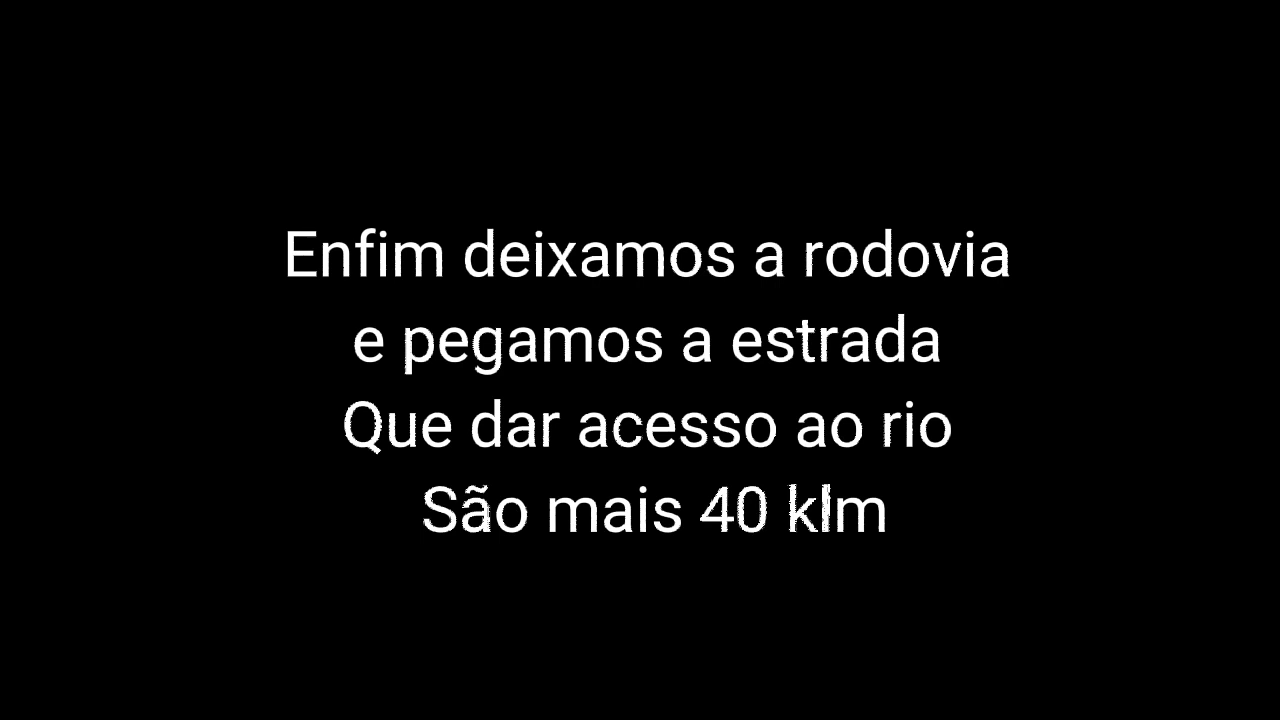 Enfim deixamos a rodovia
e pegamos a estrada
Que dar acesso ao rio
São mais 40 klm